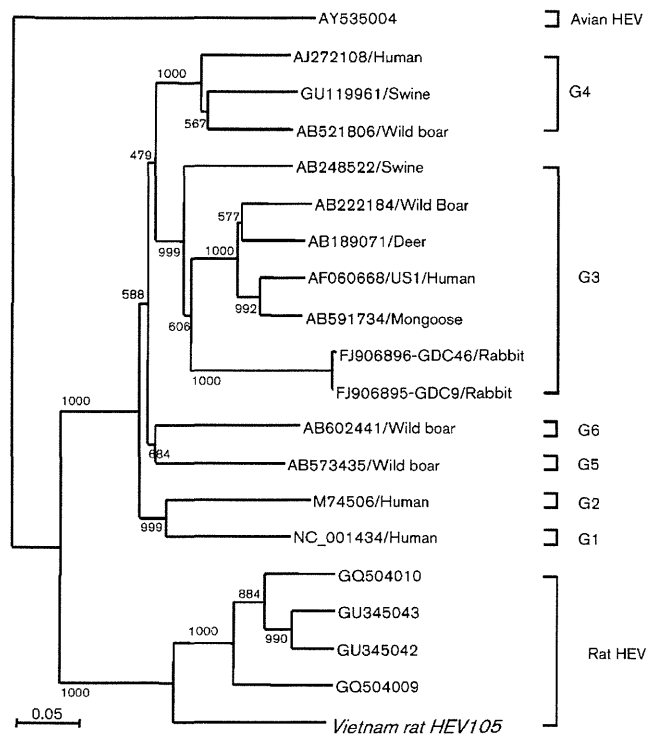 AY535004
Avian HEV
AJ272108/Human
1000
GU119961/Swine
G4
567
AB521806/Wild boar
479
AB248522/Swine
AB222184/Wild Boar
577
AB189071/Deer
999
1000
AF060668/US1/Human
G3
588
992
AB591734/Mongoose
606
FJ906896-GDC46/Rabbit
1000
FJ906895-GDC9/Rabbit
1000
AB602441/Wild boar
G6
684
AB573435/Wild boar
G5
M74506/Human
G2
999
NC_001434/Human
G1
GQ504010
884
GU345043
1000
990
GU345042
Rat HEV
GQ504009
1000
0.05
Vietnam rat HEV105